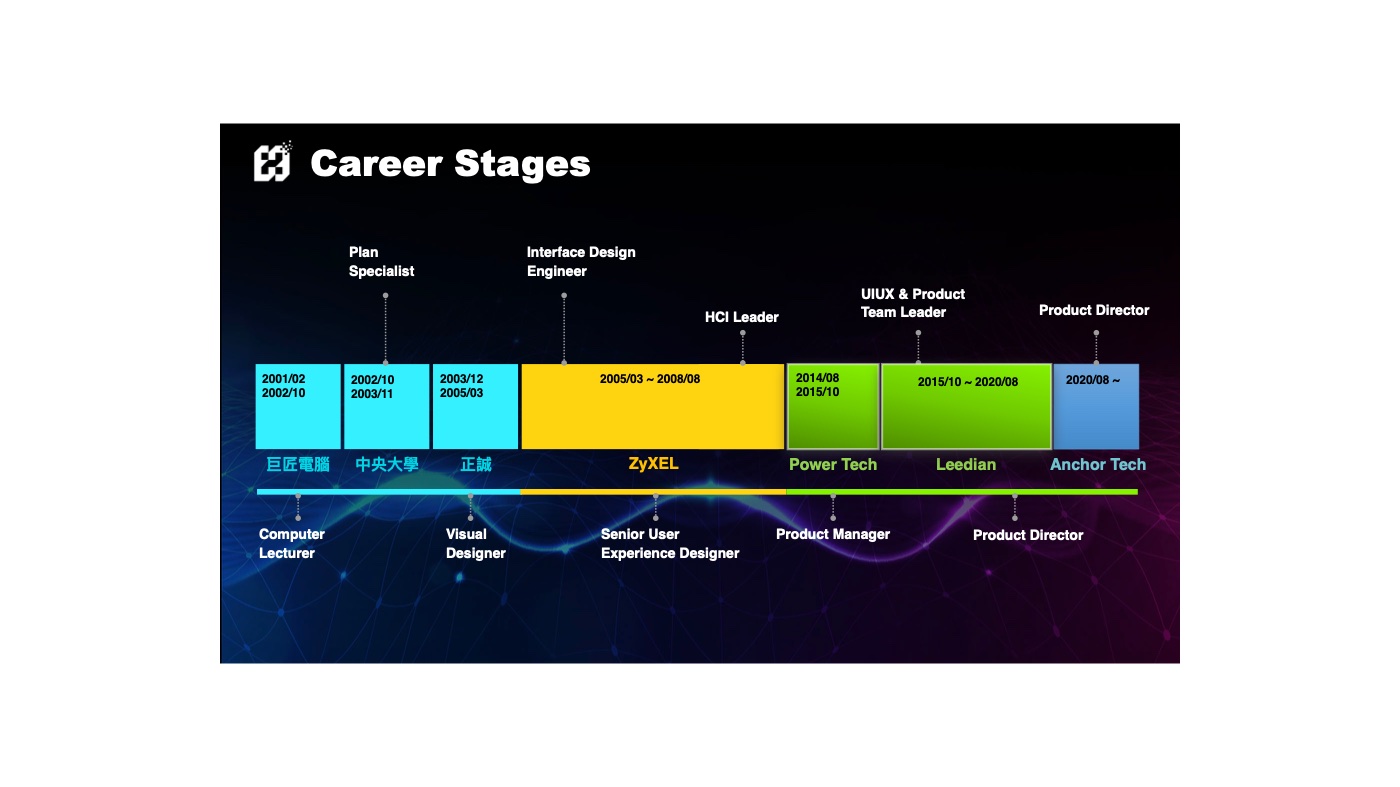 Career Stages
Plan
Specialist
Interface Design
Engineer
HCI Leader
UIUX & Product
Team Leader
Product Director
2001/02
2002/10
2002/10
2003/11
2003/12
2005/03
2005/03 ~ 2008/08
2014/08
2015/10
2015/10 ~ 2020/08
2020/08 ~
巨匠電腦
中央大學
正誠
ZyXEL
Power Tech
Leedian
Anchor Tech
Computer
Lecturer
Visual
Designer
Senior User
Experience Designer
Product Manager
Product Director